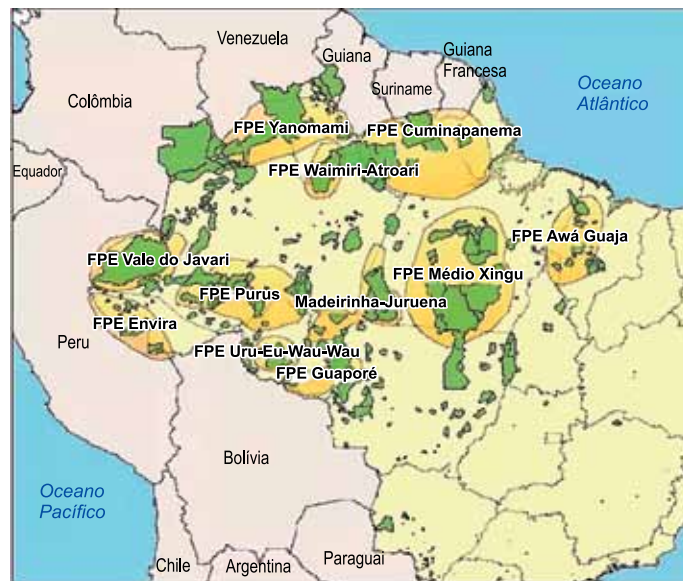 Venezuela
Guiana
Guiana
Francesa
Suriname
Oceano
Atlântico
Colômbia
FPE Yanomami
FPE Cuminapanema
FPE Waimiri-Atroari
Equador
FPE Awá Guaja
FPE Vale do Javari
FPE Médio Xingu
FPE Purus
Madeirinha-Juruena
FPE Envira
Peru
FPE Uru-Eu-Wau-Wau
FPE Guaporé
Bolívia
Oceano
Pacífico
Chile
Argentina
Paraguai